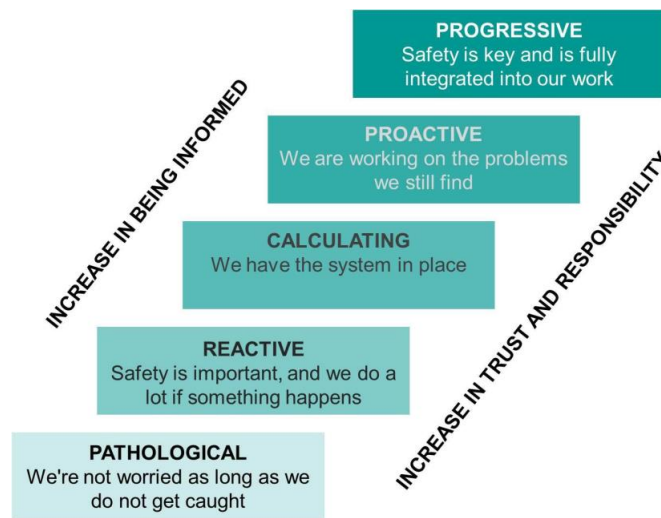 PROGRESSIVE
Safety is key and is fully
integrated into our work
PROACTIVE
We are working on the problems
we still find
CALCULATING
We have the system in place
REACTIVE
Safety is important, and we do a
lot if something happens
PATHOLOGICAL
We're not worried as long as we
do not get caught
INCREASE IN BEING INFORMED
INCREASE IN TRUST AND RESPONSIBILITY